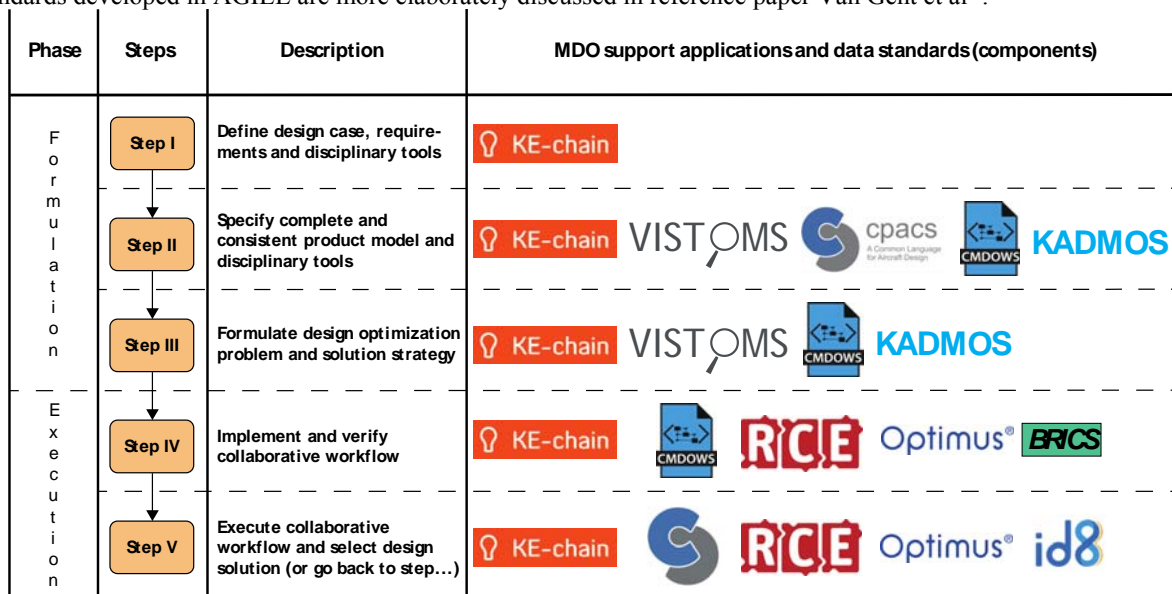 ndards developed in AGILE are more elaborately discussed in reference paper Van Gent et al .
Phase
Steps
Description
MDO support applications and data standards (components)
Formulation
Step I
Define design case, require-
ments and disciplinary tools
KE-chain
Step II
Specify complete and
consistent product model and
disciplinary tools
KE-chain
VISTOMS
cpacs
A Common Language
for Aircraft Design
CMDOWS
KADMOS
Step III
Formulate design optimization
problem and solution strategy
KE-chain
VISTOMS
CMDOWS
KADMOS
Execution
Step IV
Implement and verify
collaborative workflow
KE-chain
CMDOWS
RCE
Optimus®
BRICS
Step V
Execute collaborative
workflow and select design
solution (or go back to step...)
KE-chain
RCE
Optimus®
id8